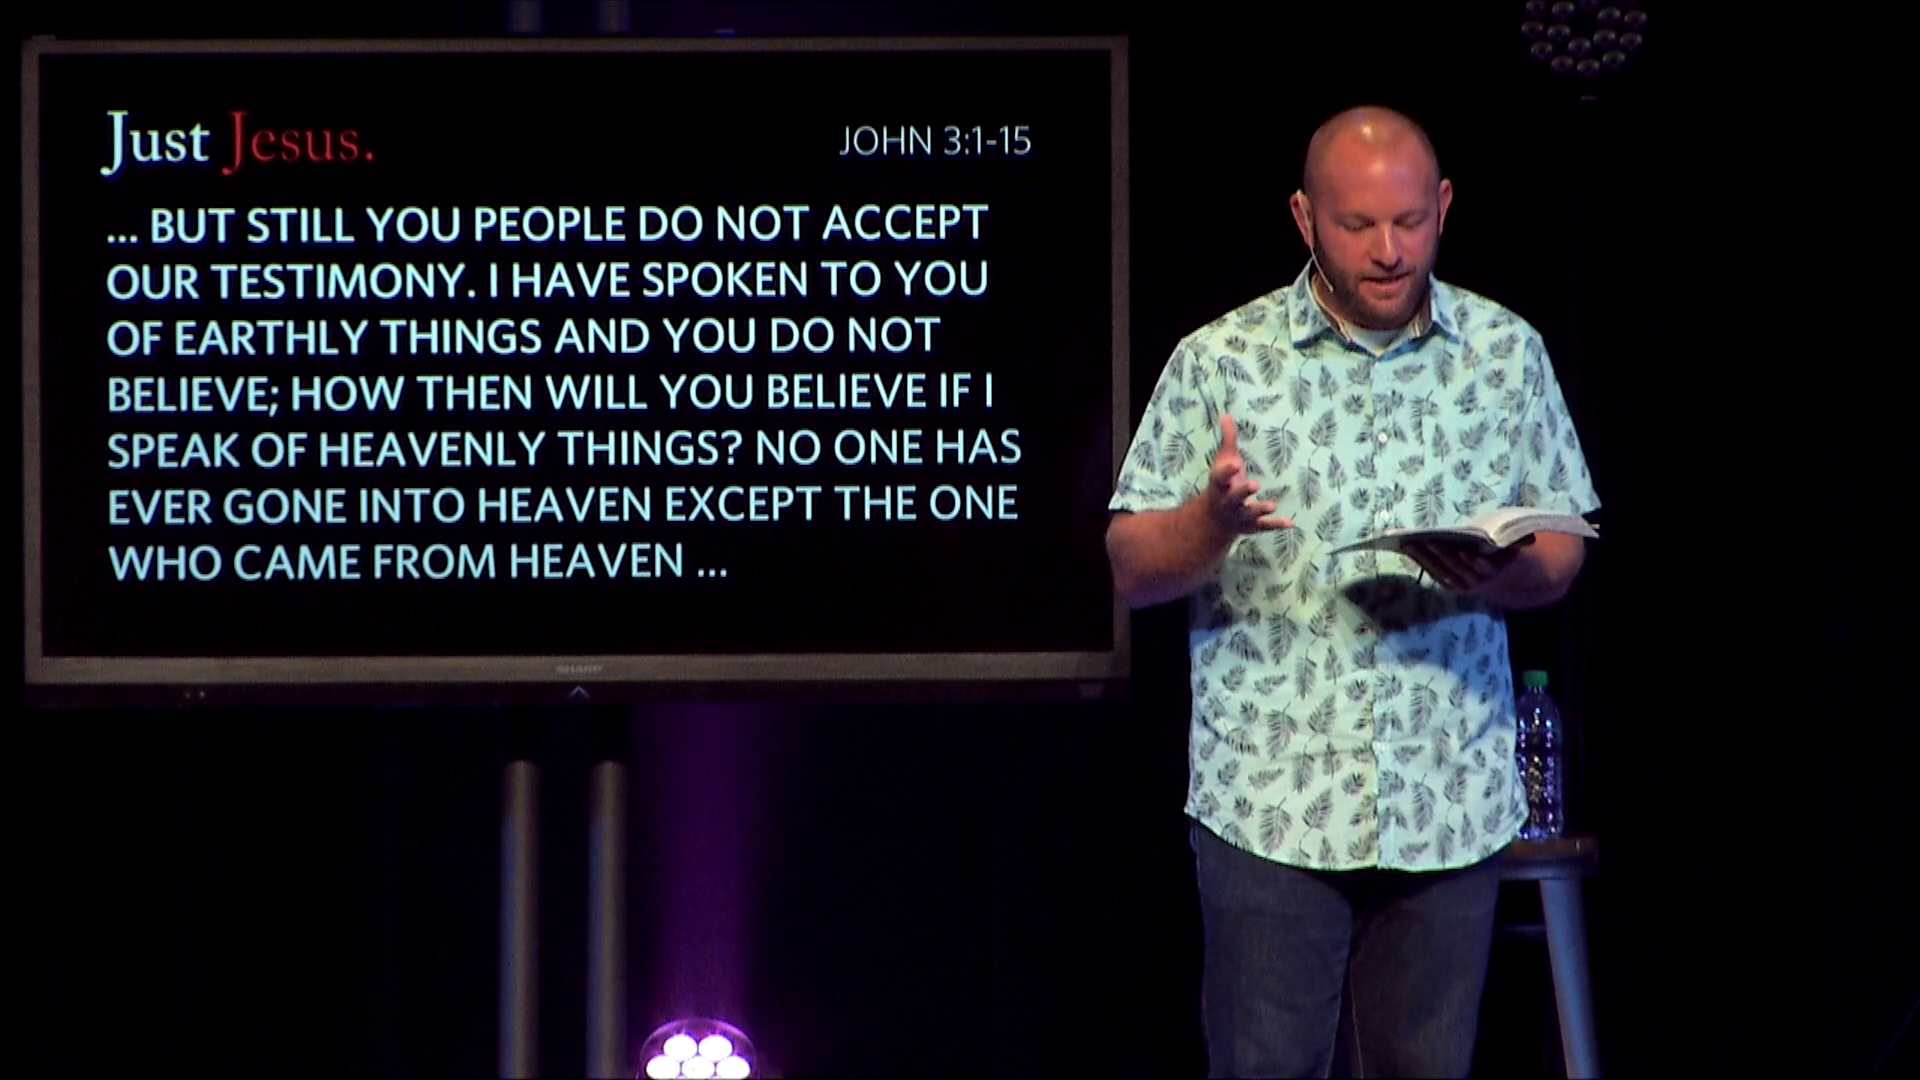 Just Jesus.
JOHN 3:1-15
... BUT STILL YOU PEOPLE DO NOT ACCEPT
OUR TESTIMONY. I HAVE SPOKEN TO YOU
OF EARTHLY THINGS AND YOU DO NOT
BELIEVE; HOW THEN WILL YOU BELIEVE IF I
SPEAK OF HEAVENLY THINGS? NO ONE HAS
EVER GONE INTO HEAVEN EXCEPT THE ONE
WHO CAME FROM HEAVEN ...
SHARP